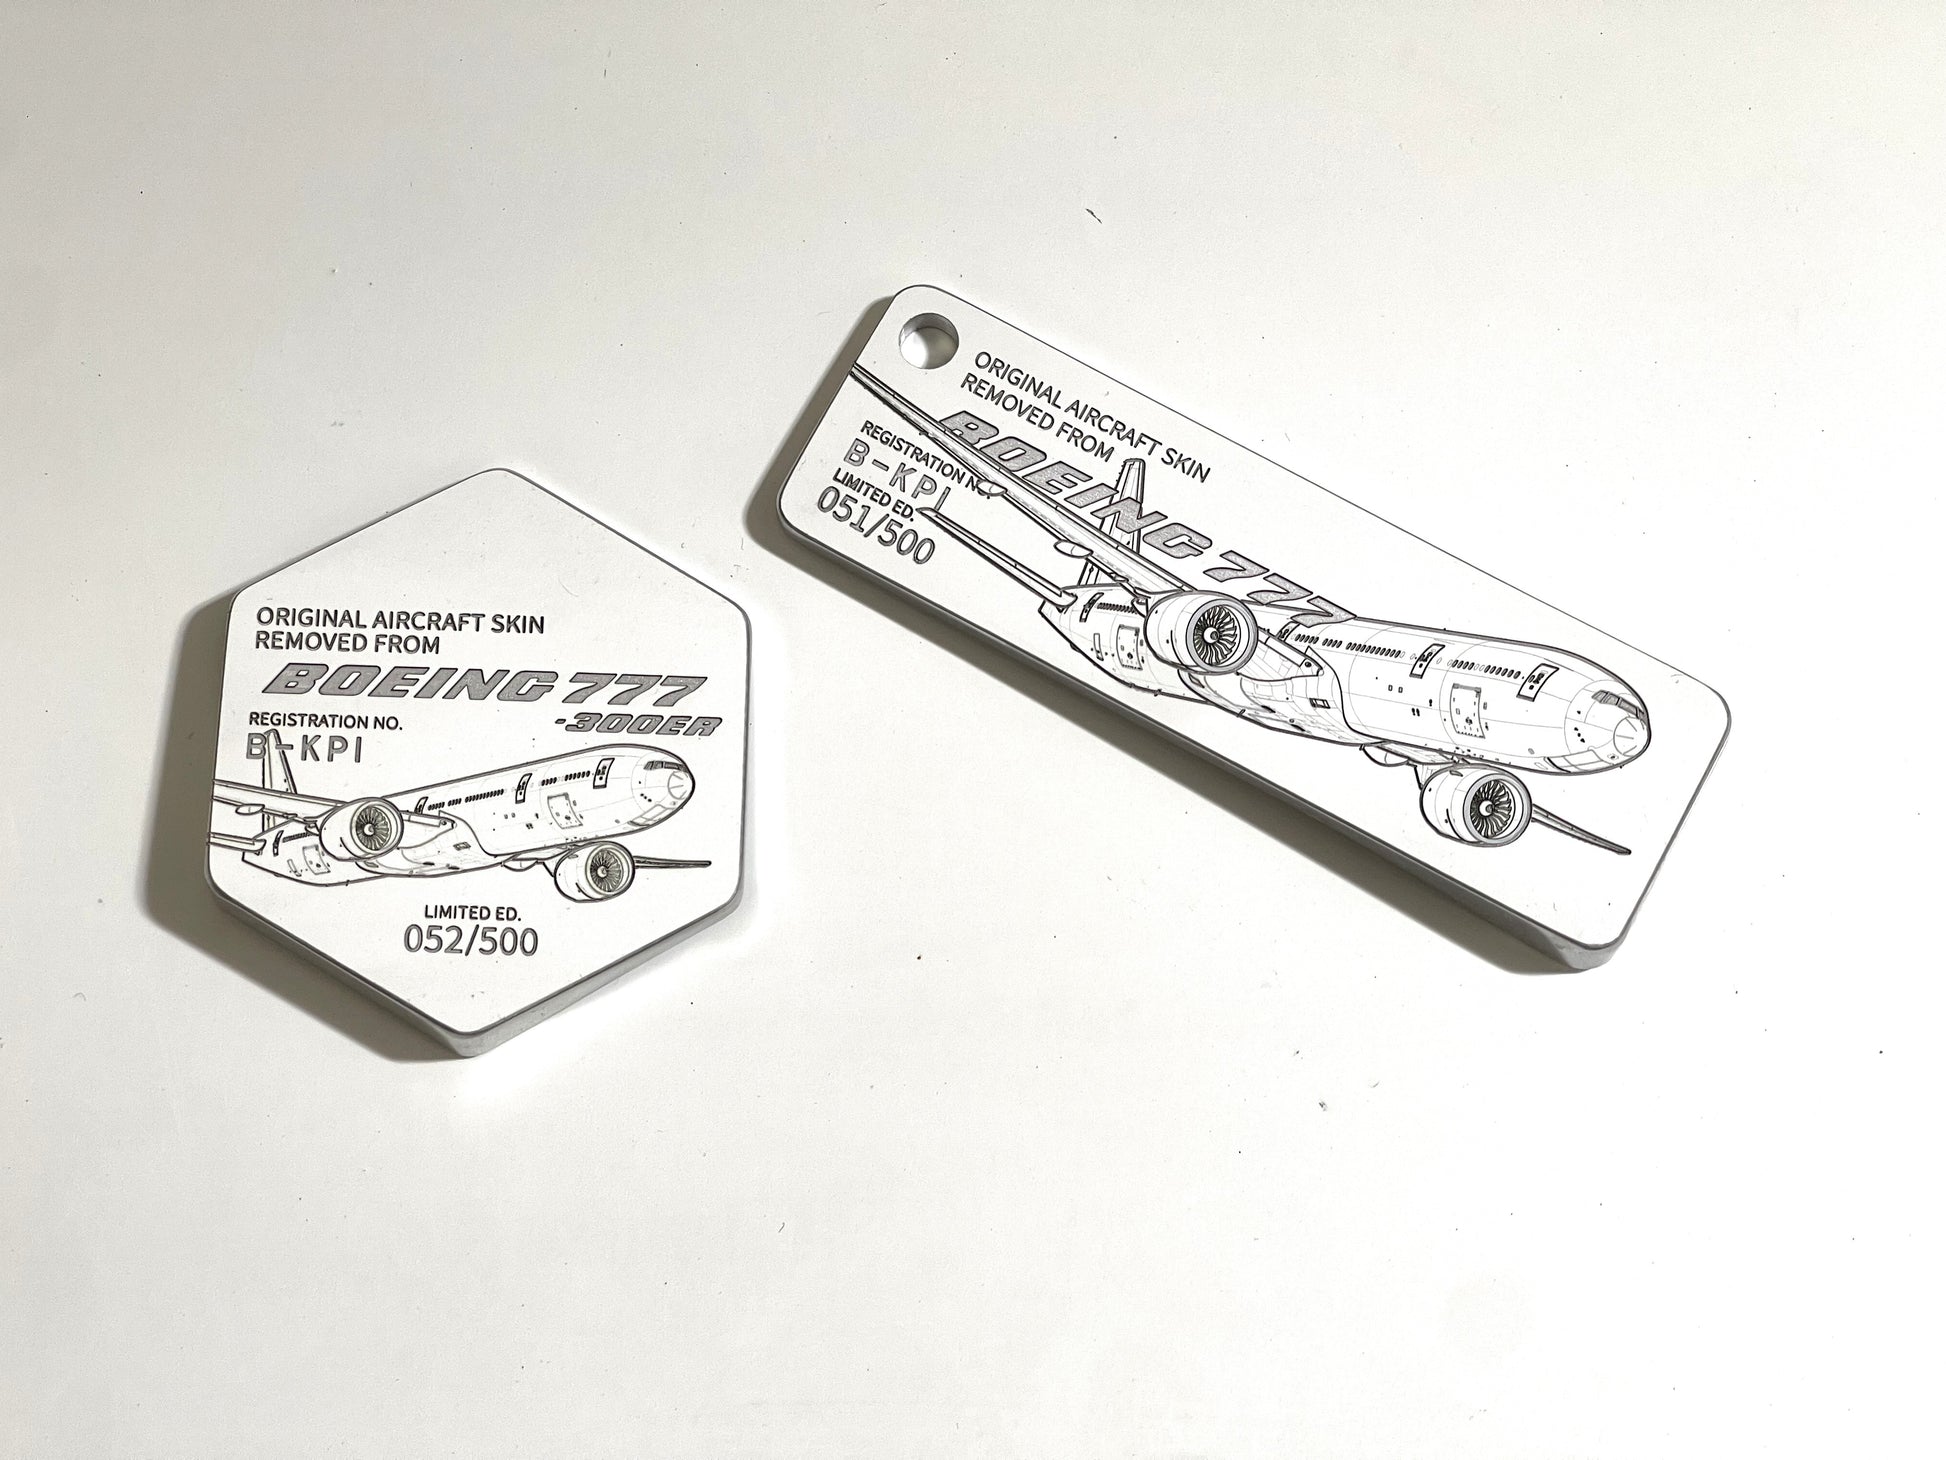 ORIGINAL AIRCRAFT SKIN
REMOVED FROM
BOEING 777
-300ER
REGISTRATION NO.
B-KPI
LIMITED ED.
052/500
ORIGINAL AIRCRAFT SKIN
REMOVED FROM
BOEING 777
REGISTRATION NO.
B-KPI
LIMITED ED.
051/500